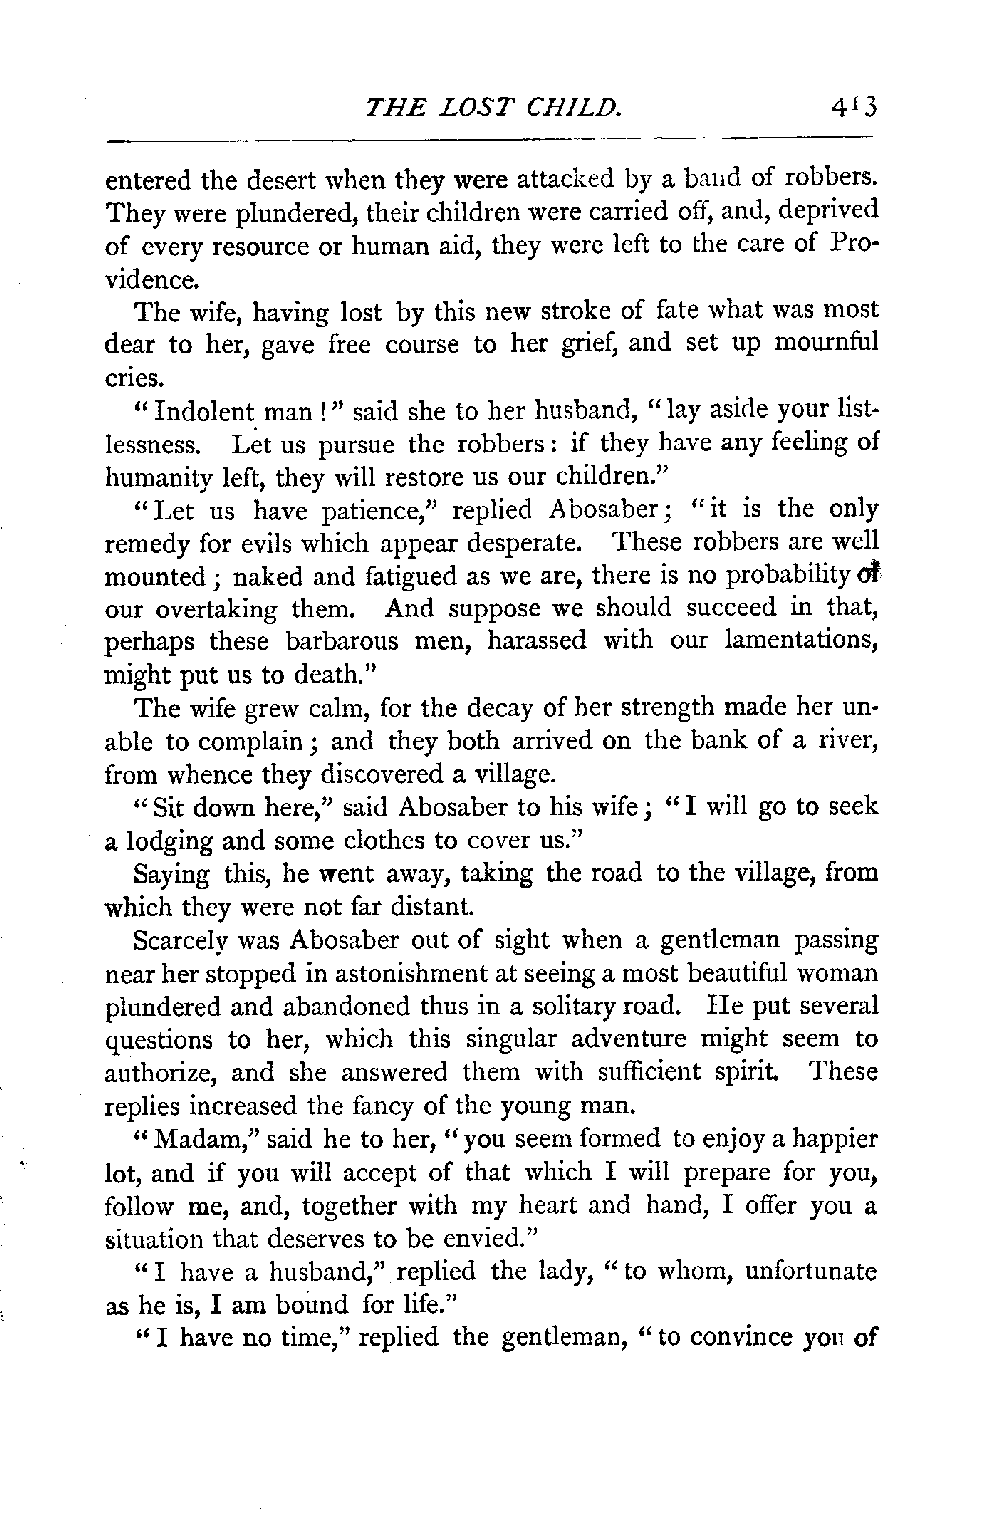 THE LOST CHILD. 413
entered the desert when they were attacked by a band of robbers.
They were plundered, their children were carried off, and, deprived
of every resource or human aid, they were left to the care of Pro-
vidence.
The wife, having lost by this new stroke of fate what was most
dear to her, gave free course to her grief, and set up mournful
cries.
“Indolent man!” said she to her husband, “lay aside your list-
lessness. Let us pursue the robbers: if they have any feeling of
humanity left, they will restore us our children.”
“Let us have patience,” replied Abosaber; “it is the only
remedy for evils which appear desperate. These robbers are well
mounted; naked and fatigued as we are, there is no probability of
our overtaking them. And suppose we should succeed in that,
perhaps these barbarous men, harassed with our lamentations,
might put us to death.”
The wife grew calm, for the decay of her strength made her un-
able to complain; and they both arrived on the bank of a river,
from whence they discovered a village.
“Sit down here,” said Abosaber to his wife; “I will go to seek
a lodging and some clothes to cover us.”
Saying this, he went away, taking the road to the village, from
which they were not far distant.
Scarcely was Abosaber out of sight when a gentleman passing
near her stopped in astonishment at seeing a most beautiful woman
plundered and abandoned thus in a solitary road. He put several
questions to her, which this singular adventure might seem to
authorize, and she answered them with sufficient spirit. These
replies increased the fancy of the young man.
“Madam,” said he to her, “you seem formed to enjoy a happier
lot, and if you will accept of that which I will prepare for you,
follow me, and, together with my heart and hand, I offer you a
situation that deserves to be envied.”
“I have a husband,” replied the lady, “to whom, unfortunate
as he is, I am bound for life.”
“I have no time,” replied the gentleman, “to convince you of